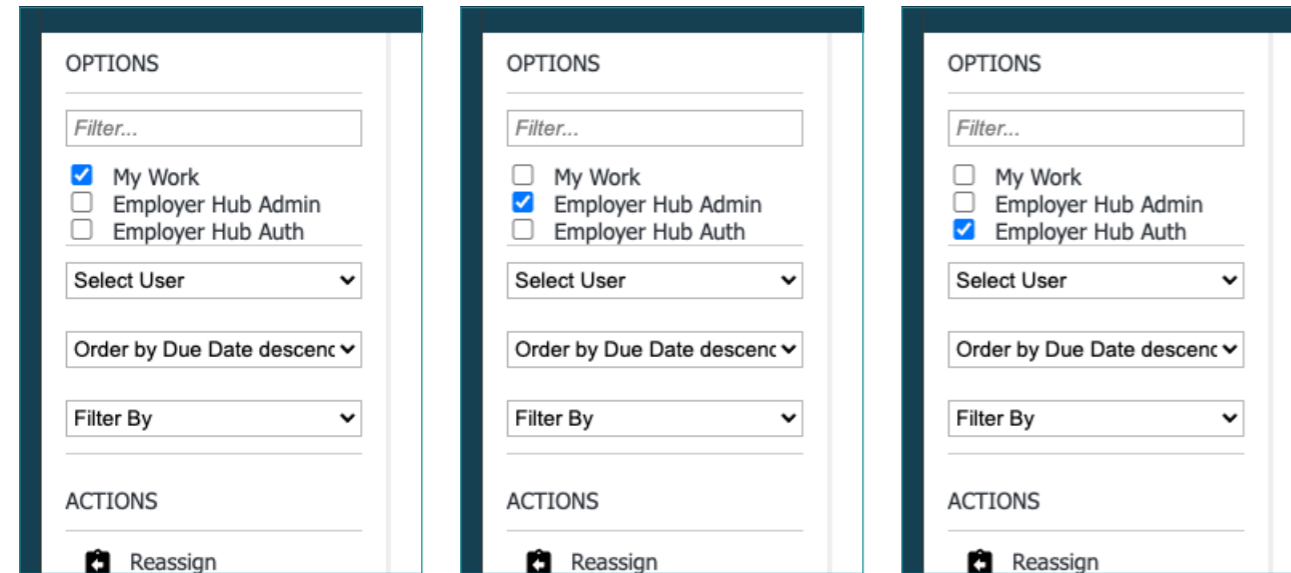 OPTIONS
Filter...
My Work
Employer Hub Admin
Employer Hub Auth
Select User
Order by Due Date descenc
Filter By
ACTIONS
Reassign
OPTIONS
Filter...
My Work
Employer Hub Admin
Employer Hub Auth
Select User
Order by Due Date descenc
Filter By
ACTIONS
Reassign
OPTIONS
Filter...
My Work
Employer Hub Admin
Employer Hub Auth
Select User
Order by Due Date descenc
Filter By
ACTIONS
Reassign